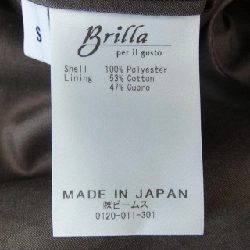 S
Brilla
per il gusto
Shell 100% Polyester
Lining 53% Cotton
47% Cupro
MADE IN JAPAN
㈱ビームス
0120-011-301